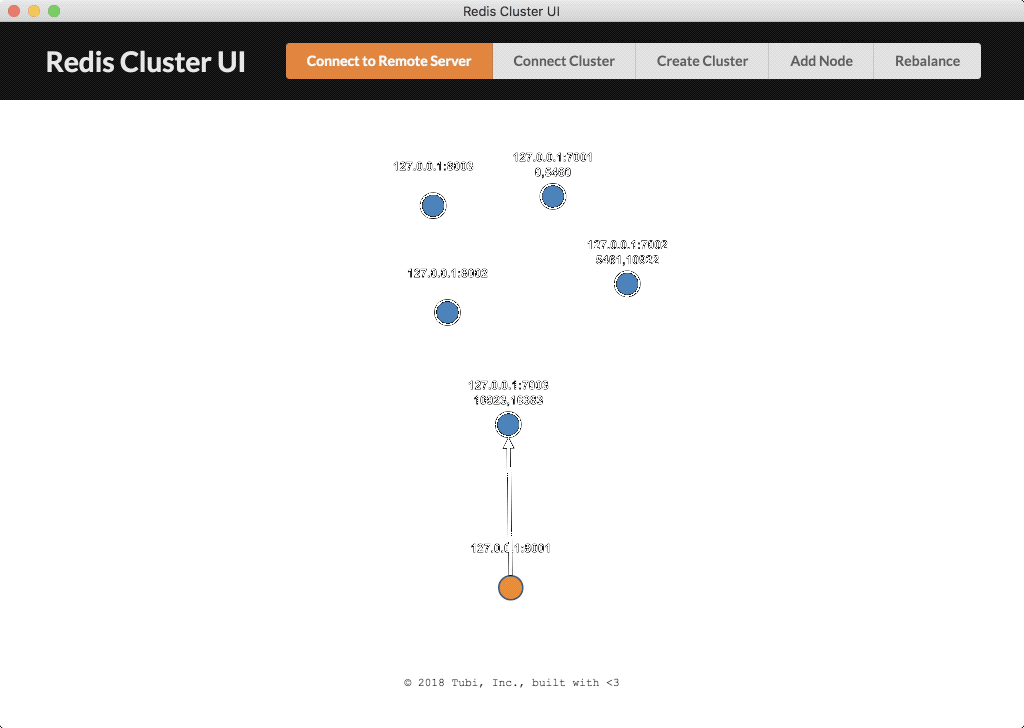 Redis Cluster UI
Redis Cluster UI
Connect to Remote Server
Connect Cluster
Create Cluster
Add Node
Rebalance
127.0.0.1:8003
127.0.0.1:7001
0,5460
127.0.0.1:7002
5461,10922
127.0.0.1:8002
127.0.0.1:7003
10923,16383
127.0.0.1:8001
© 2018 Tubi, Inc., built with <3